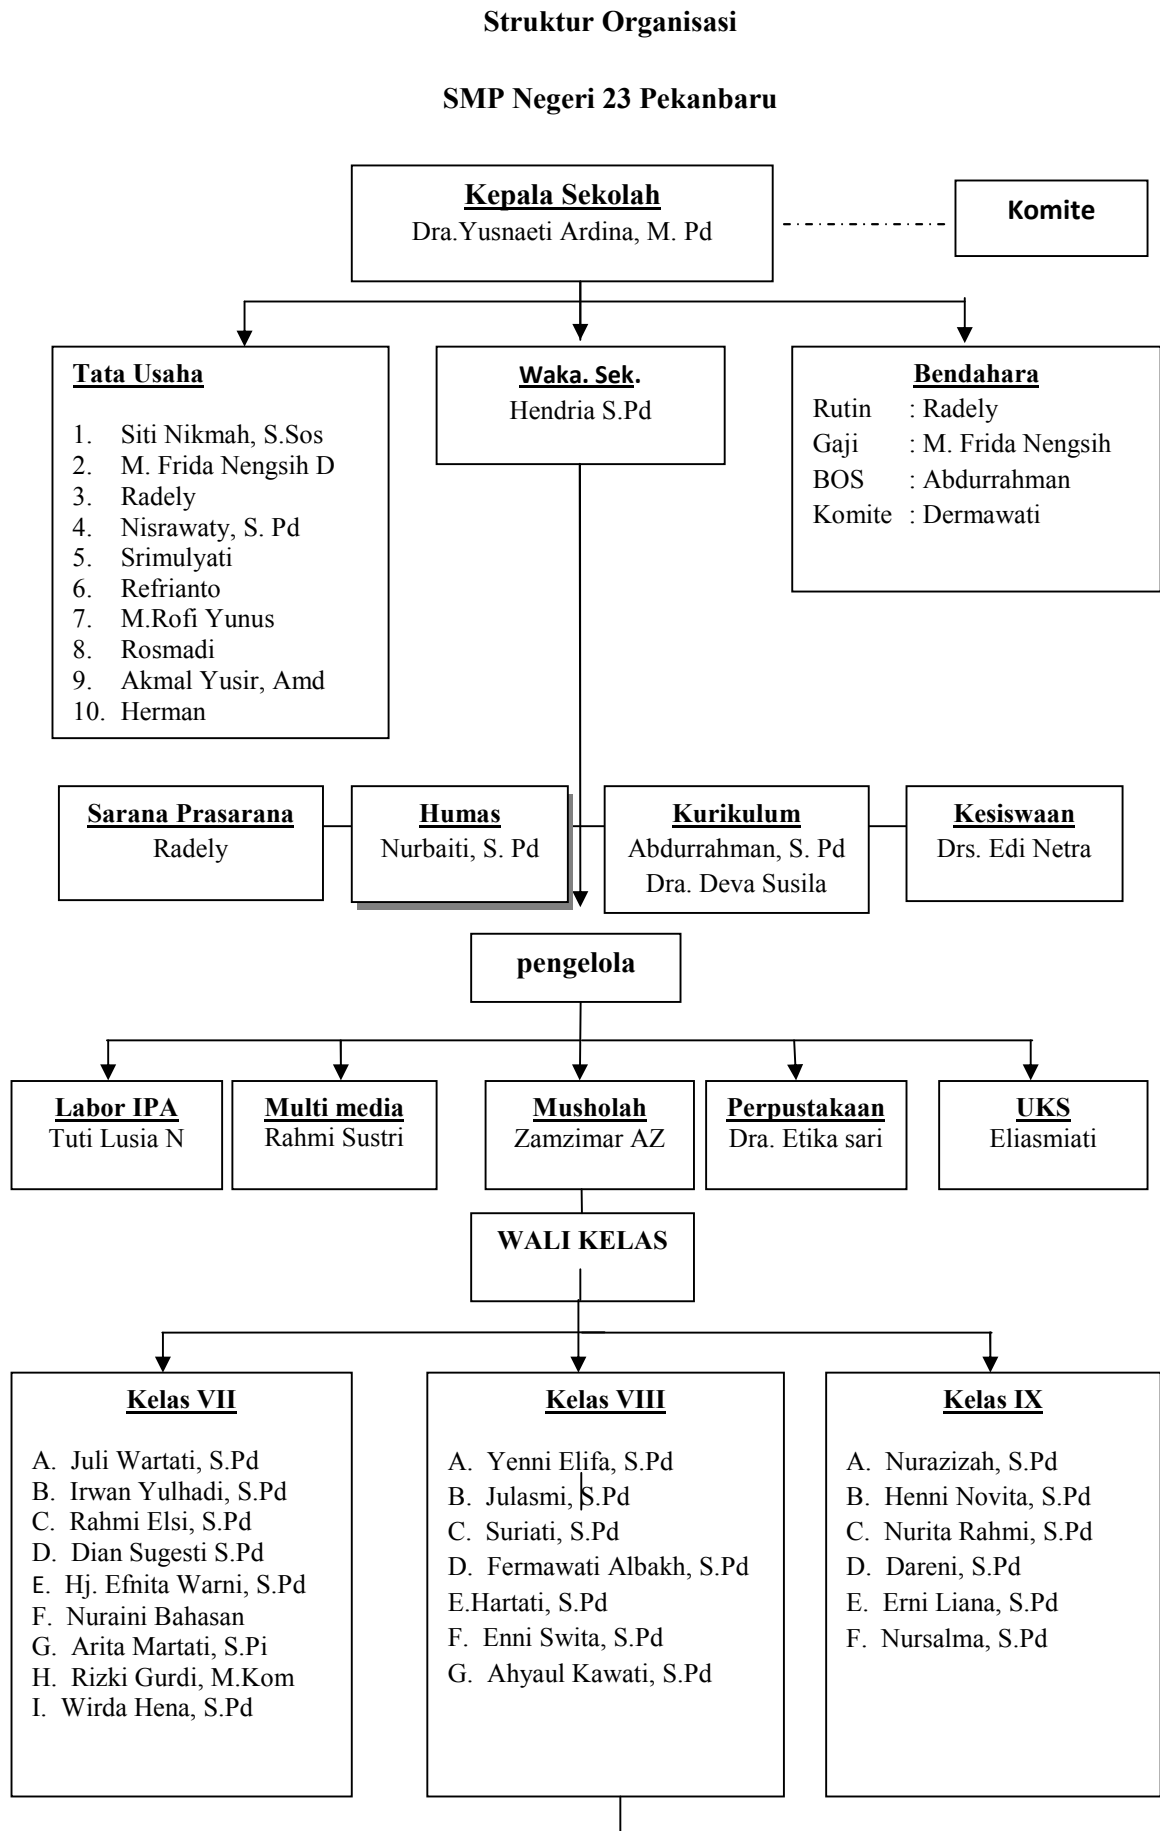 Struktur Organisasi
SMP Negeri 23 Pekanbaru
Kepala Sekolah
Dra.Yusnaeti Ardina, M. Pd
Komite
Tata Usaha
1. Siti Nikmah, S.Sos
2. M. Frida Nengsih D
3. Radely
4. Nisrawaty, S. Pd
5. Srimulyati
6. Refrianto
7. M.Rofi Yunus
8. Rosmadi
9. Akmal Yusir, Amd
10. Herman
Waka. Sek.
Hendria S.Pd
Bendahara
Rutin : Radely
Gaji : M. Frida Nengsih
BOS : Abdurrahman
Komite : Dermawati
Sarana Prasarana
Radely
Humas
Nurbaiti, S. Pd
Kurikulum
Abdurrahman, S. Pd
Dra. Deva Susila
Kesiswaan
Drs. Edi Netra
pengelola
Labor IPA
Tuti Lusia N
Multi media
Rahmi Sustri
Musholah
Zamzimar AZ
Perpustakaan
Dra. Etika sari
UKS
Eliasmiati
WALI KELAS
Kelas VII
A. Juli Wartati, S.Pd
B. Irwan Yulhadi, S.Pd
C. Rahmi Elsi, S.Pd
D. Dian Sugesti S.Pd
E. Hj. Efnita Warni, S.Pd
F. Nuraini Bahasan
G. Arita Martati, S.Pi
H. Rizki Gurdi, M.Kom
I. Wirda Hena, S.Pd
Kelas VIII
A. Yenni Elifa, S.Pd
B. Julasmi, S.Pd
C. Suriati, S.Pd
D. Fermawati Albakh, S.Pd
E.Hartati, S.Pd
F. Enni Swita, S.Pd
G. Ahyaul Kawati, S.Pd
Kelas IX
A. Nurazizah, S.Pd
B. Henni Novita, S.Pd
C. Nurita Rahmi, S.Pd
D. Dareni, S.Pd
E. Erni Liana, S.Pd
F. Nursalma, S.Pd